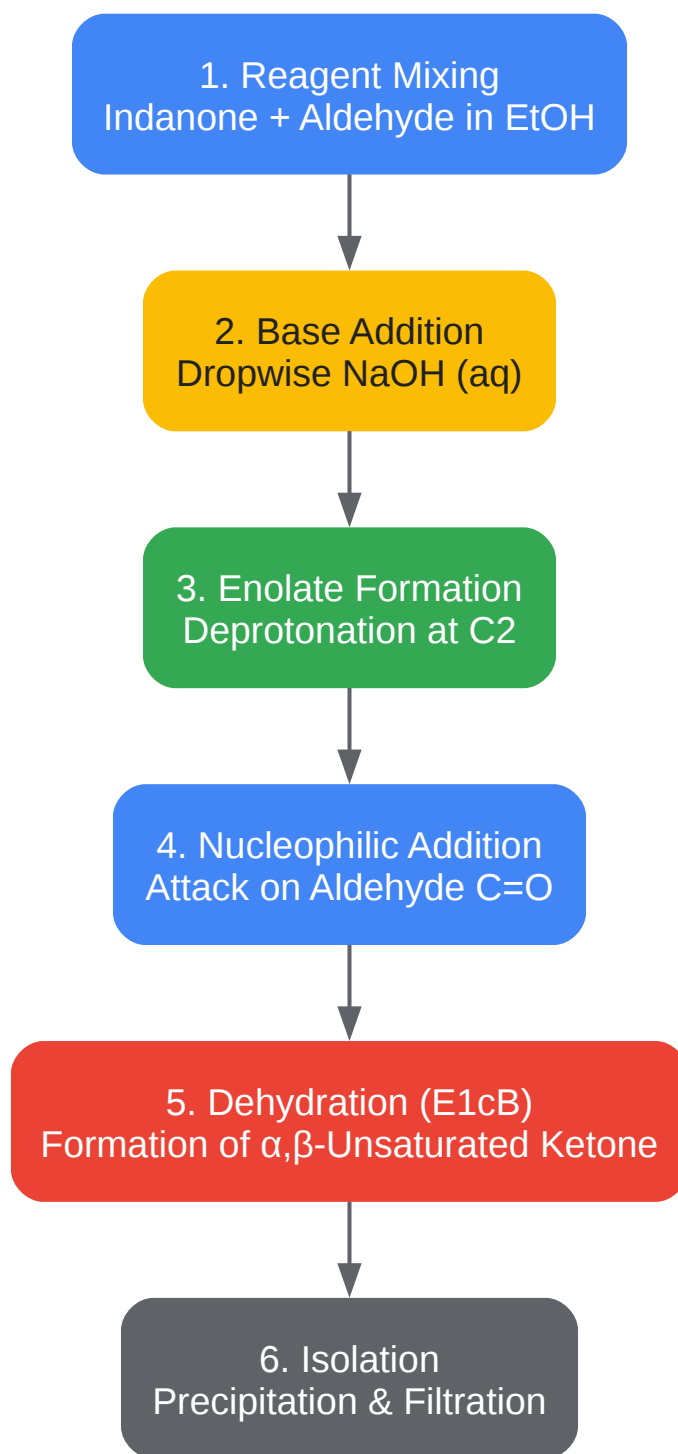 1. Reagent Mixing
Indanone + Aldehyde in EtOH
2. Base Addition
Dropwise NaOH (aq)
3. Enolate Formation
Deprotonation at C2
4. Nucleophilic Addition
Attack on Aldehyde C=O
5. Dehydration (E1cB)
Formation of α,β-Unsaturated Ketone
6. Isolation
Precipitation & Filtration